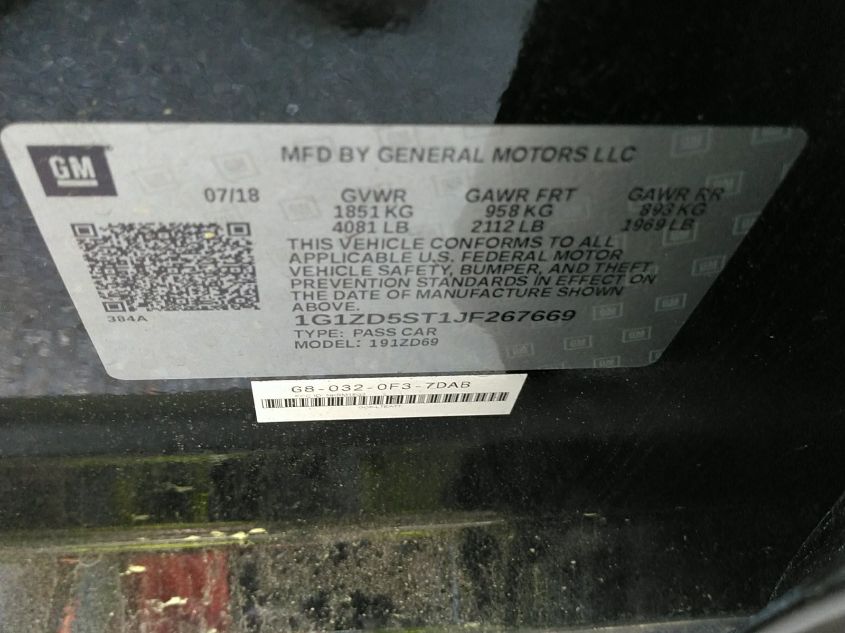 GM
MFD BY GENERAL MOTORS LLC
07/18 GVWR GAWR FRT GAWR RR
1851 KG 958 KG 893 KG
4081 LB 2112 LB 1969 LB
THIS VEHICLE CONFORMS TO ALL
APPLICABLE U.S. FEDERAL MOTOR
VEHICLE SAFETY, BUMPER, AND THEFT
PREVENTION STANDARDS IN EFFECT ON
THE DATE OF MANUFACTURE SHOWN
ABOVE.
384A
1G1ZD5ST1JF267669
TYPE: PASS CAR
MODEL: 191ZD69
G8-032-0F3-7DAB